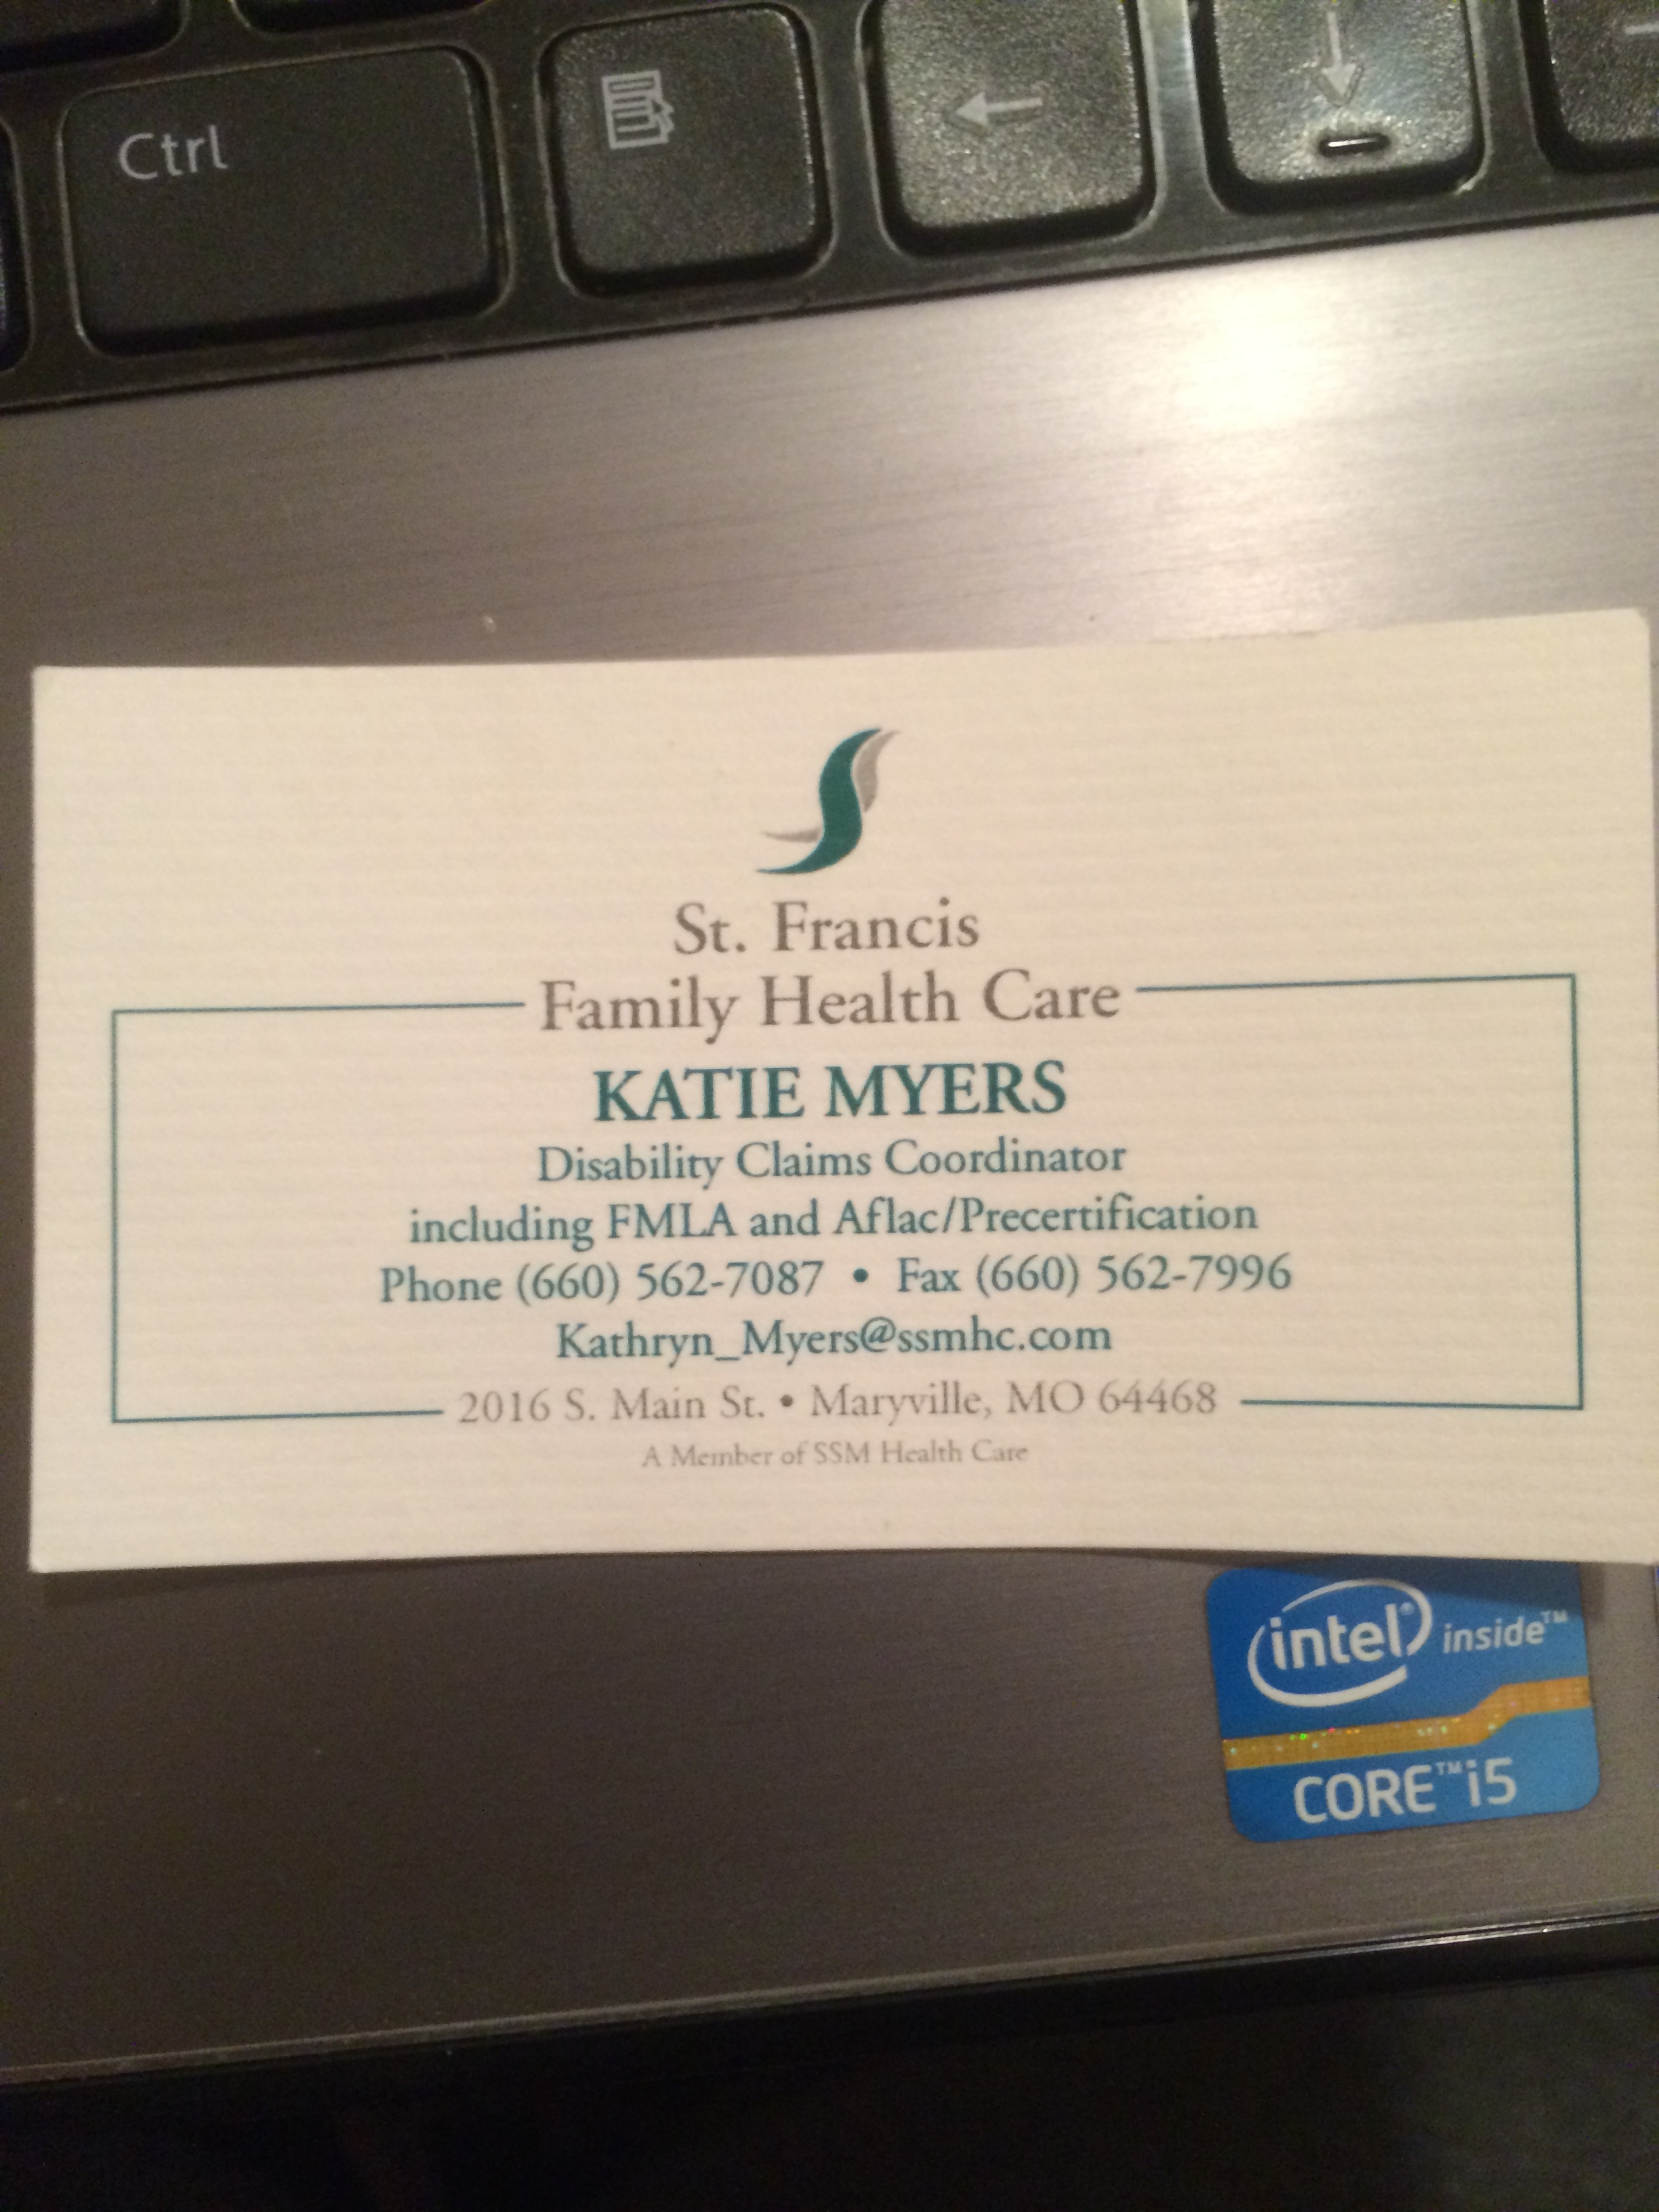 Ctrl
St. Francis
Family Health Care
KATIE MYERS
Disability Claims Coordinator
including FMLA and Aflac/Precertification
Phone (660) 562-7087 • Fax (660) 562-7996
Kathryn_Myers@ssmhc.com
2016 S. Main St. • Maryville, MO 64468
A Member of SSM Health Care
intel® inside™
CORE™ i5